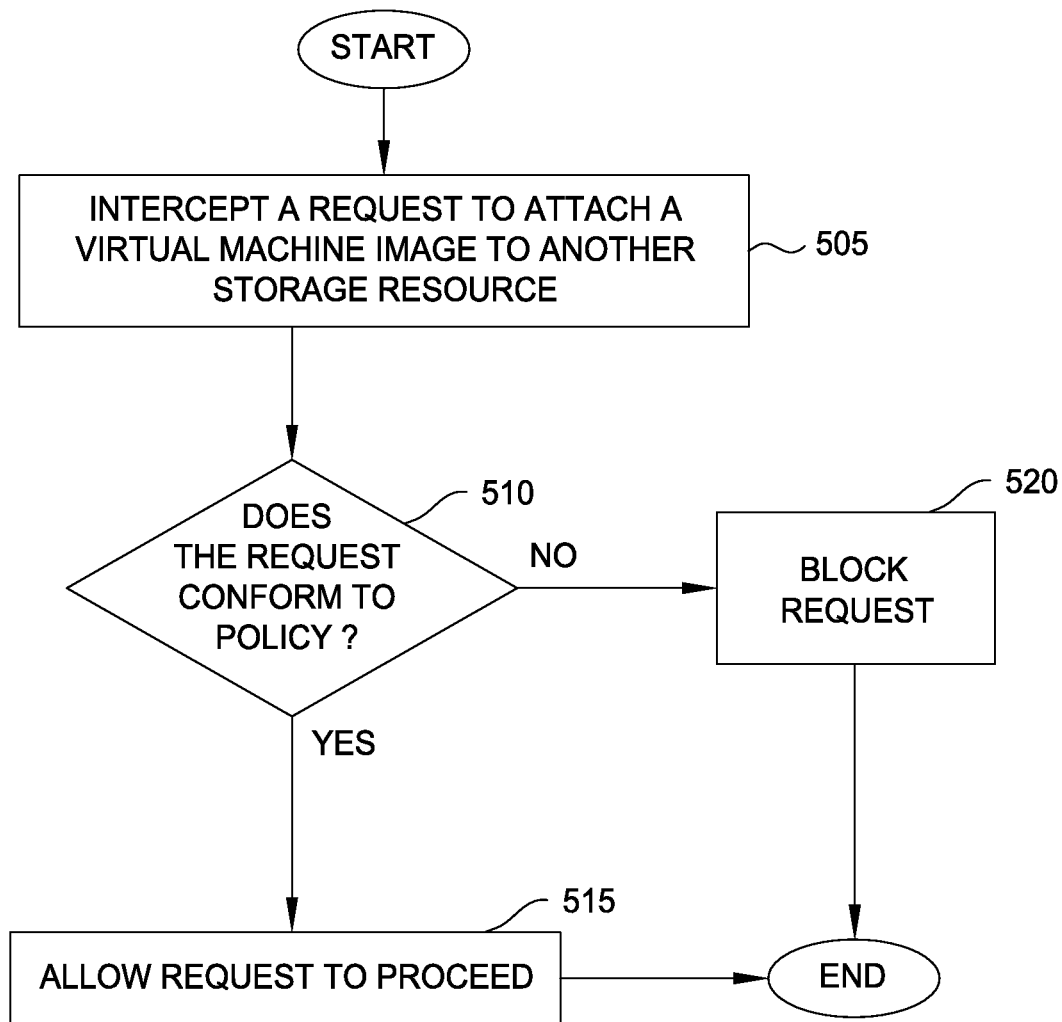 START
INTERCEPT A REQUEST TO ATTACH A
VIRTUAL MACHINE IMAGE TO ANOTHER
STORAGE RESOURCE
505
510
DOES
THE REQUEST
CONFORM TO
POLICY ?
NO
520
BLOCK
REQUEST
YES
515
ALLOW REQUEST TO PROCEED
END